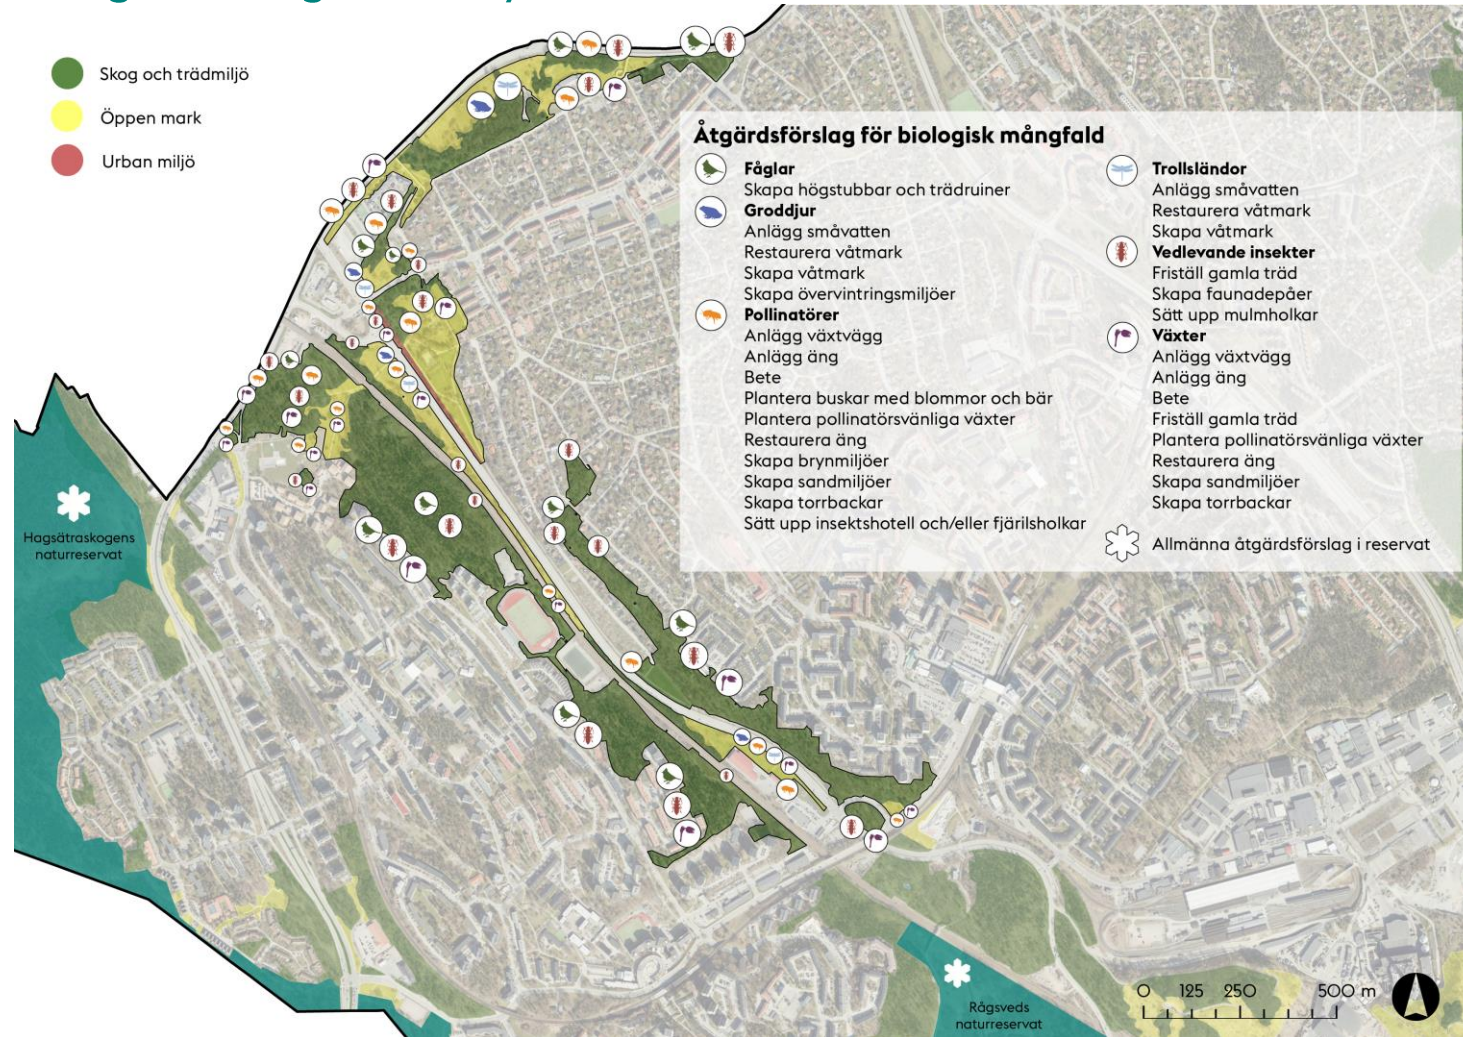 Skog och trädmiljö
Öppen mark
Urban miljö
Åtgärdsförslag för biologisk mångfald
Fåglar
Skapa högstubbar och trädruiner
Groddjur
Anlägg småvatten
Restaurera våtmark
Skapa våtmark
Skapa övervintringsmiljöer
Pollinatörer
Anlägg växtvägg
Anlägg äng
Bete
Plantera buskar med blommor och bär
Plantera pollinatörsvänliga växter
Restaurera äng
Skapa brynmiljöer
Skapa sandmiljöer
Skapa torrbackar
Sätt upp insektshotell och/eller fjärilsholkar
Trollsländor
Anlägg småvatten
Restaurera våtmark
Skapa våtmark
Vedlevande insekter
Friställ gamla träd
Skapa faunadepåer
Sätt upp mulmholkar
Växter
Anlägg växtvägg
Anlägg äng
Bete
Friställ gamla träd
Plantera pollinatörsvänliga växter
Restaurera äng
Skapa sandmiljöer
Skapa torrbackar
Allmänna åtgärdsförslag i reservat
Hagsätraskogens
naturreservat
Rågsveds
naturreservat
0 125 250 500 m